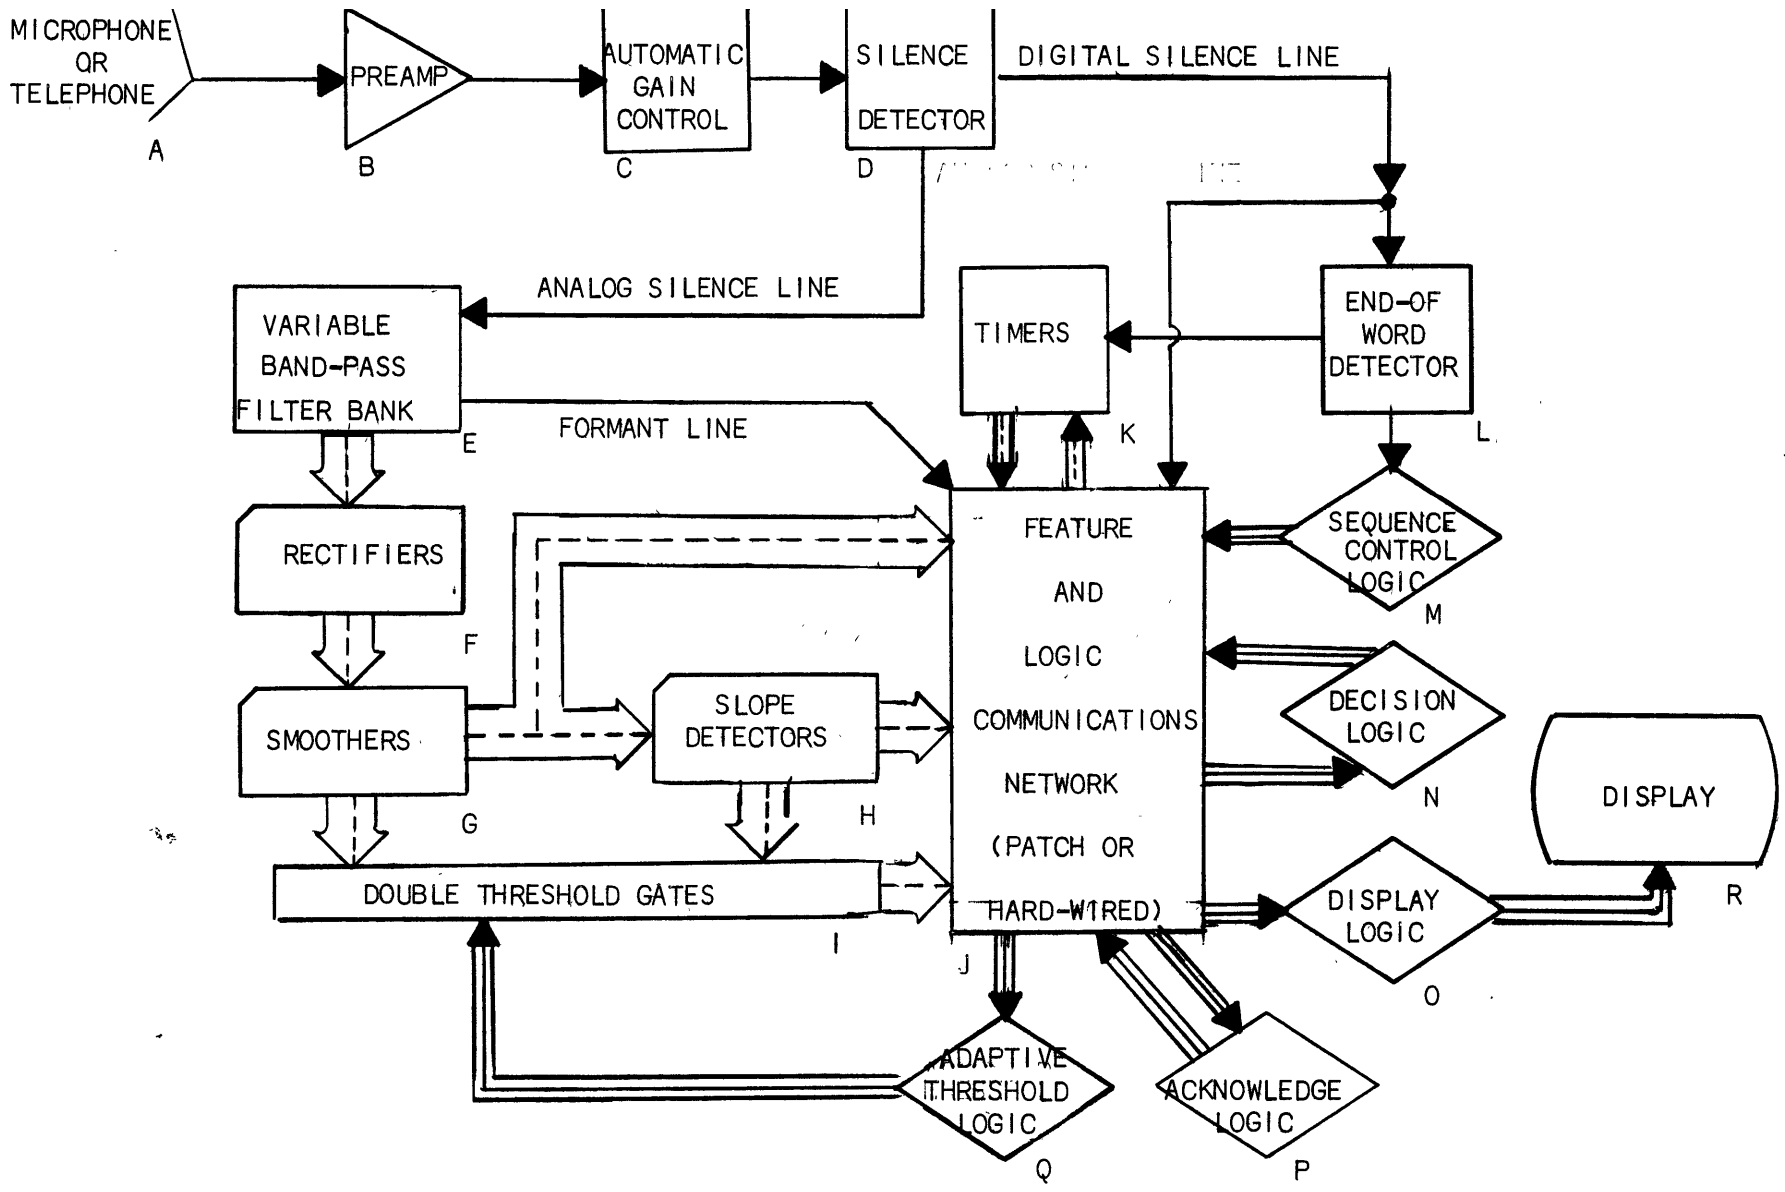 MICROPHONE
OR
TELEPHONE
A
PREAMP
B
AUTOMATIC
GAIN
CONTROL
C
SILENCE
DETECTOR
D
DIGITAL SILENCE LINE
ANALOG SILENCE LINE
VARIABLE
BAND-PASS
FILTER BANK
E
FORMANT LINE
TIMERS
K
END-OF
WORD
DETECTOR
L
RECTIFIERS
F
SMOOTHERS
G
SLOPE
DETECTORS
H
DOUBLE THRESHOLD GATES
I
FEATURE
AND
LOGIC
COMMUNICATIONS
NETWORK
(PATCH OR
HARD-WIRED)
J
SEQUENCE
CONTROL
LOGIC
M
DECISION
LOGIC
N
DISPLAY
LOGIC
O
DISPLAY
R
ADAPTIVE
THRESHOLD
LOGIC
Q
ACKNOWLEDGE
LOGIC
P